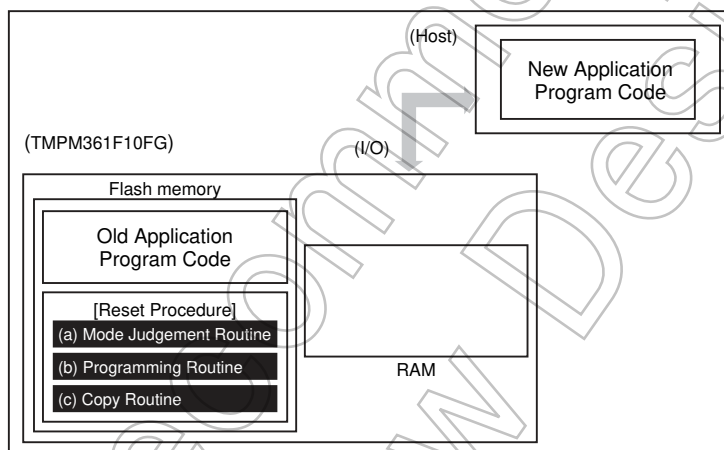 (Host)
New Application
Program Code
(TMPM361F10FG)
(I/O)
Flash memory
Old Application
Program Code
[Reset Procedure]
(a) Mode Judgement Routine
(b) Programming Routine
(c) Copy Routine
RAM